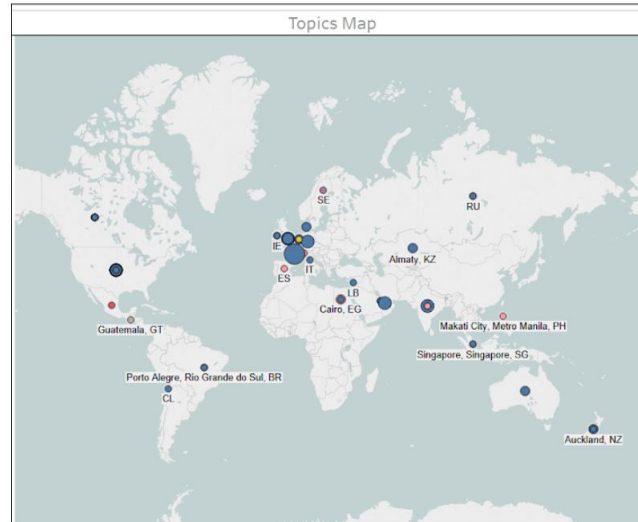 Topics Map
SE
RU
IE
IT
Almaty, KZ
ES
LB
Cairo, EG
Guatemala, GT
Makati City, Metro Manila, PH
Singapore, Singapore, SG
Porto Alegre, Rio Grande do Sul, BR
CL
Auckland, NZ